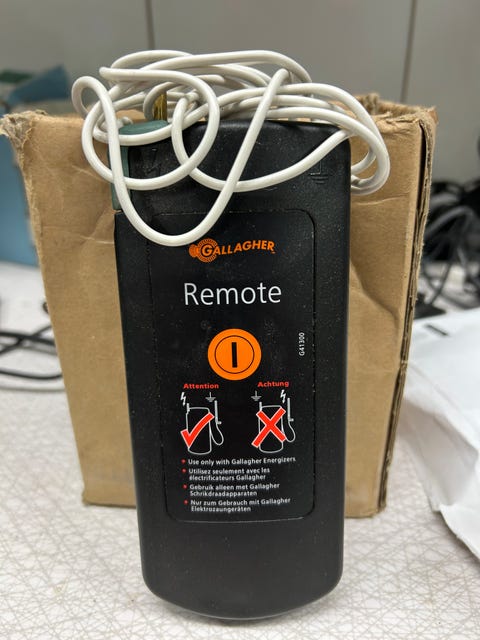 GALLAGHER
Remote
G41300
Attention
Achtung
Use only with Gallagher Energizers
Utilisez seulement avec les
électrificateurs Gallagher
Gebruik alleen met Gallagher
Schrikdraadapparaten
Nur zum Gebrauch mit Gallagher
Elektrozaungeräten